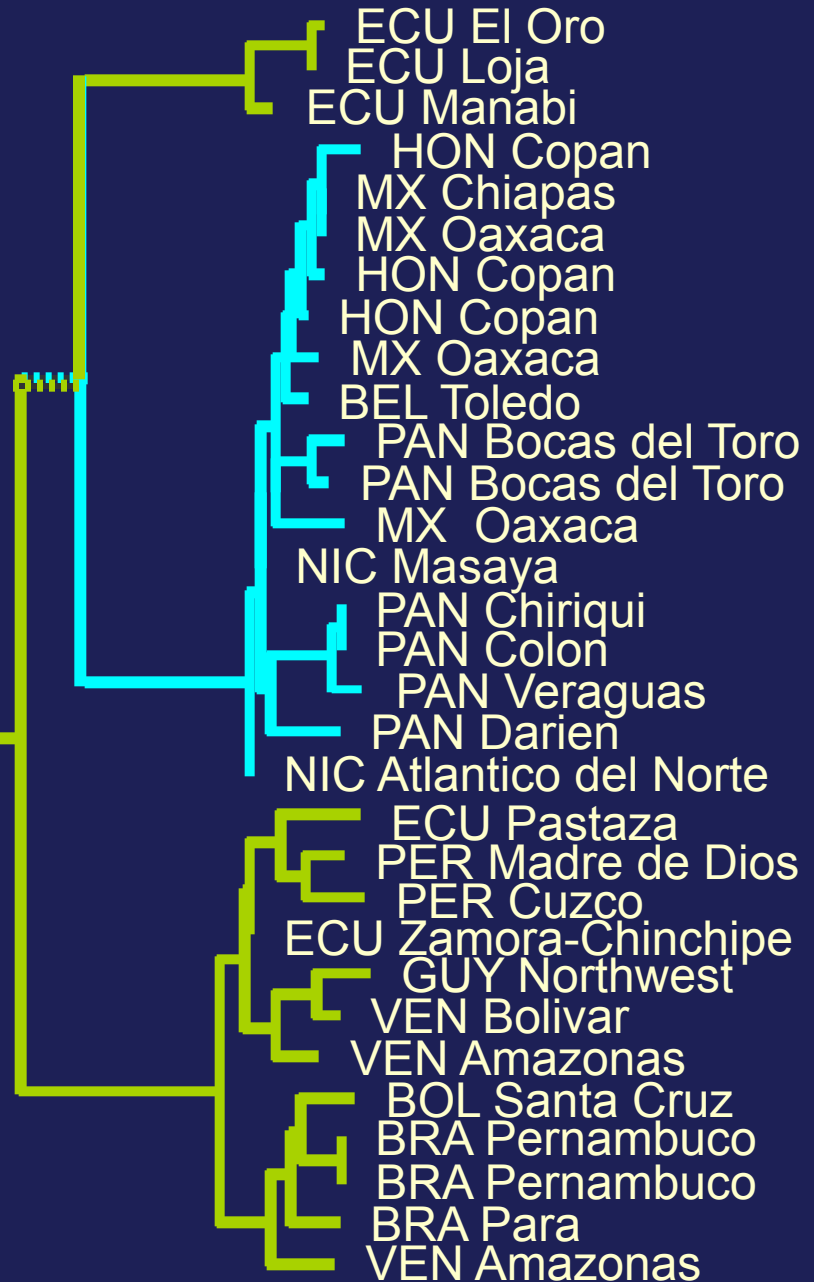 ECU El Oro
ECU Loja
ECU Manabi
HON Copan
MX Chiapas
MX Oaxaca
HON Copan
HON Copan
MX Oaxaca
BEL Toledo
PAN Bocas del Toro
PAN Bocas del Toro
MX  Oaxaca
NIC Masaya
PAN Chiriqui
PAN Colon
PAN Veraguas
PAN Darien
NIC Atlantico del Norte
ECU Pastaza
PER Madre de Dios
PER Cuzco
ECU Zamora-Chinchipe
GUY Northwest
VEN Bolivar
VEN Amazonas
BOL Santa Cruz
BRA Pernambuco
BRA Pernambuco
BRA Para
VEN Amazonas